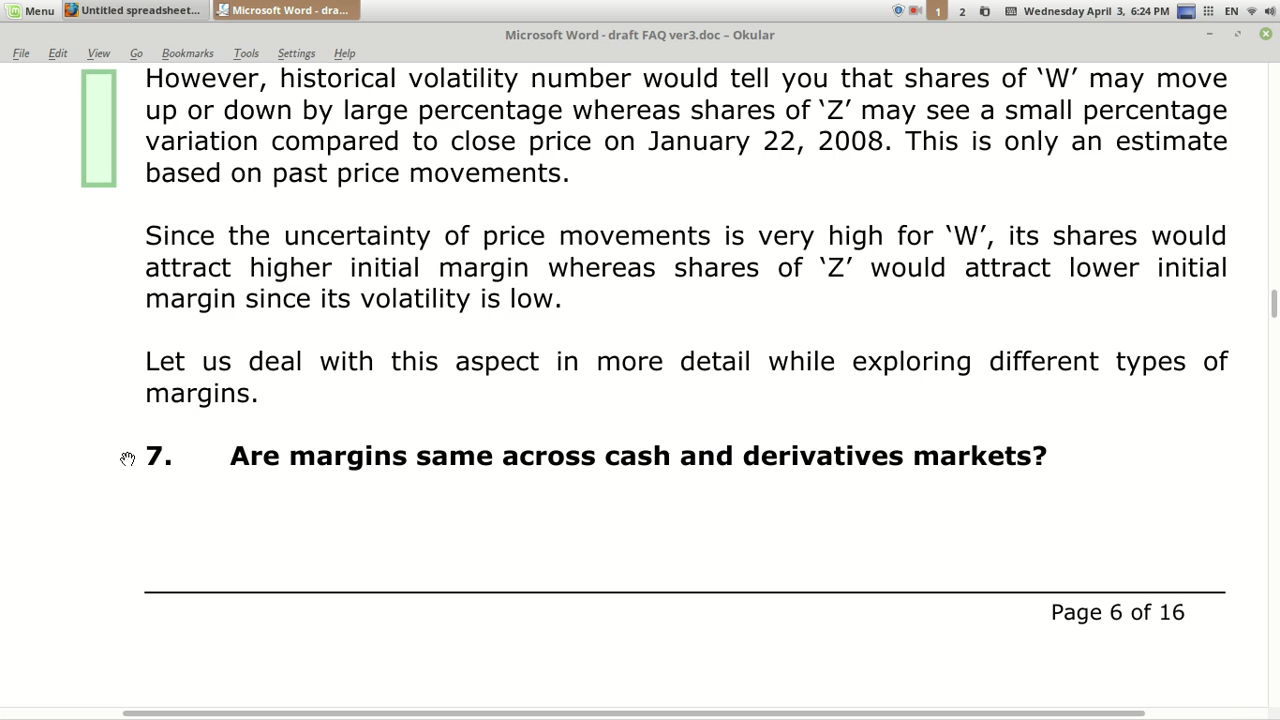 Menu Untitled spreadsheet... Microsoft Word - dra... 1 2 Wednesday April 3, 6:24 PM EN
Microsoft Word - draft FAQ ver3.doc – Okular
File Edit View Go Bookmarks Tools Settings Help
However, historical volatility number would tell you that shares of ‘W’ may move
up or down by large percentage whereas shares of ‘Z’ may see a small percentage
variation compared to close price on January 22, 2008. This is only an estimate
based on past price movements.
Since the uncertainty of price movements is very high for ‘W’, its shares would
attract higher initial margin whereas shares of ‘Z’ would attract lower initial
margin since its volatility is low.
Let us deal with this aspect in more detail while exploring different types of
margins.
7. Are margins same across cash and derivatives markets?
Page 6 of 16